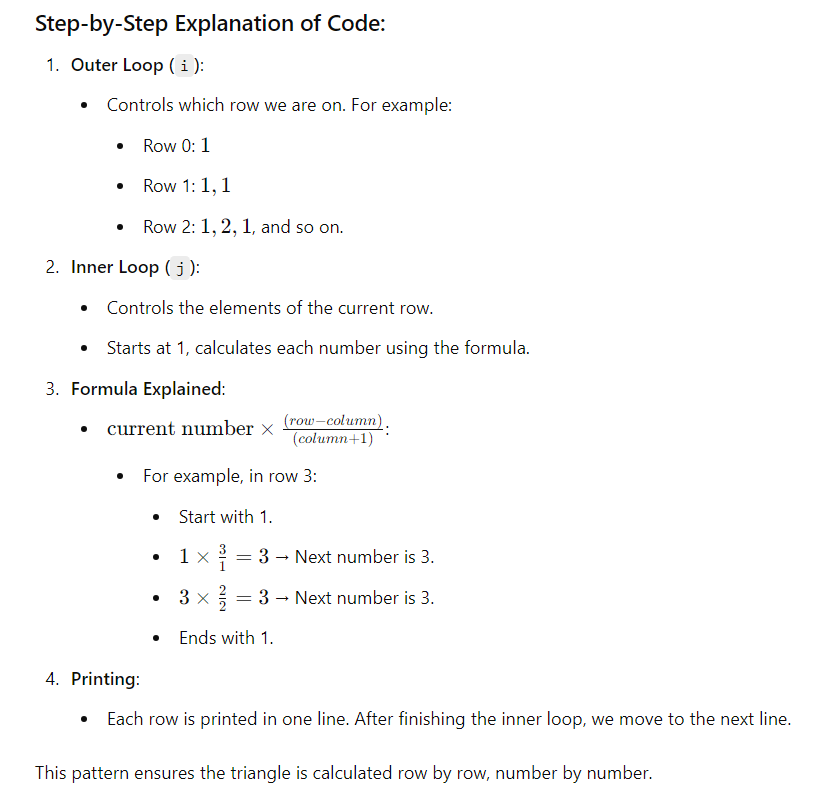 Step-by-Step Explanation of Code:
1. Outer Loop ( i ):
• Controls which row we are on. For example:
• Row 0: 1
• Row 1: 1, 1
• Row 2: 1, 2, 1, and so on.
2. Inner Loop ( j ):
• Controls the elements of the current row.
• Starts at 1, calculates each number using the formula.
3. Formula Explained:
• current number × (row−column)/(column+1):
• For example, in row 3:
• Start with 1.
• 1 × 3/1 = 3 → Next number is 3.
• 3 × 2/2 = 3 → Next number is 3.
• Ends with 1.
4. Printing:
• Each row is printed in one line. After finishing the inner loop, we move to the next line.
This pattern ensures the triangle is calculated row by row, number by number.